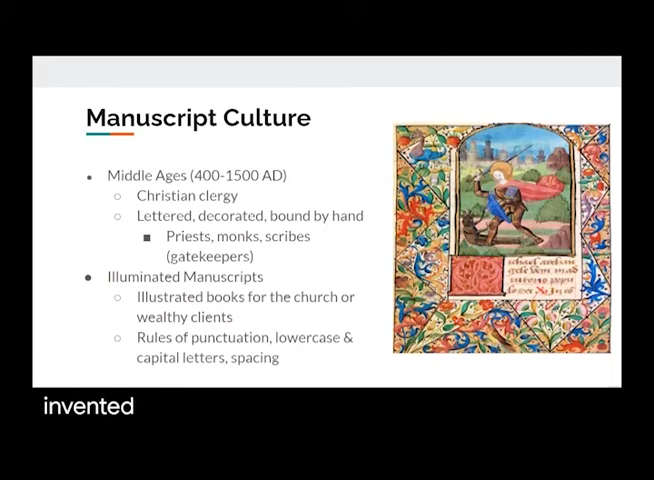 Manuscript Culture
● Middle Ages (400-1500 AD)
○ Christian clergy
○ Lettered, decorated, bound by hand
■ Priests, monks, scribes
(gatekeepers)
● Illuminated Manuscripts
○ Illustrated books for the church or
wealthy clients
○ Rules of punctuation, lowercase &
capital letters, spacing
invented